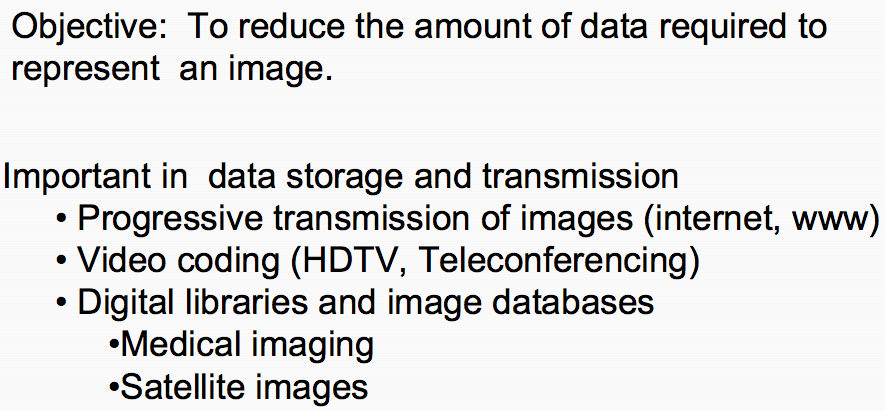 Objective:  To reduce the amount of data required to
represent  an image.
Important in  data storage and transmission
• Progressive transmission of images (internet, www)
• Video coding (HDTV, Teleconferencing)
• Digital libraries and image databases
•Medical imaging
•Satellite images